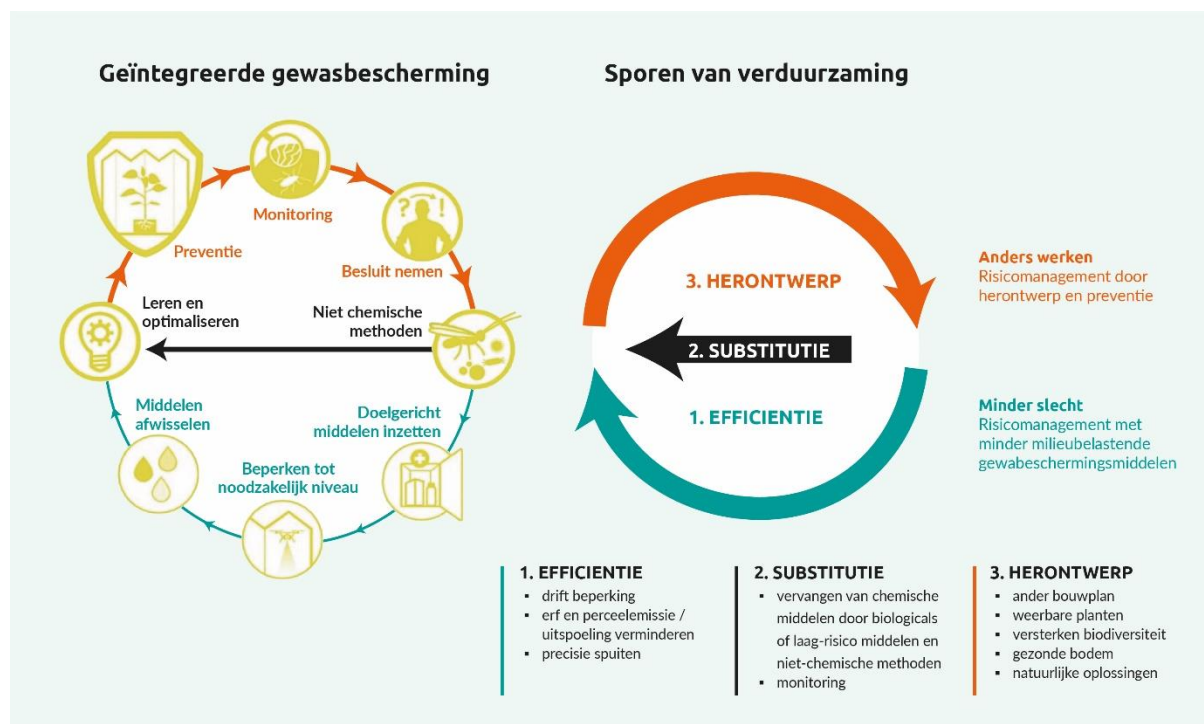 Geïntegreerde gewasbescherming
Monitoring
Preventie
Besluit nemen
Leren en
optimaliseren
Niet chemische
methoden
Middelen
afwisselen
Doelgericht
middelen inzetten
Beperken tot
noodzakelijk niveau
? !
Sporen van verduurzaming
3. HERONTWERP
2. SUBSTITUTIE
1. EFFICIENTIE
Anders werken
Risicomanagement door
herontwerp en preventie
Minder slecht
Risicomanagement met
minder milieubelastende
gewabeschermingsmiddelen
1. EFFICIENTIE
▪ drift beperking
▪ erf en perceelemissie /
uitspoeling verminderen
▪ precisie spuiten
2. SUBSTITUTIE
▪ vervangen van chemische
middelen door biologicals
of laag-risico middelen en
niet-chemische methoden
▪ monitoring
3. HERONTWERP
▪ ander bouwplan
▪ weerbare planten
▪ versterken biodiversiteit
▪ gezonde bodem
▪ natuurlijke oplossingen